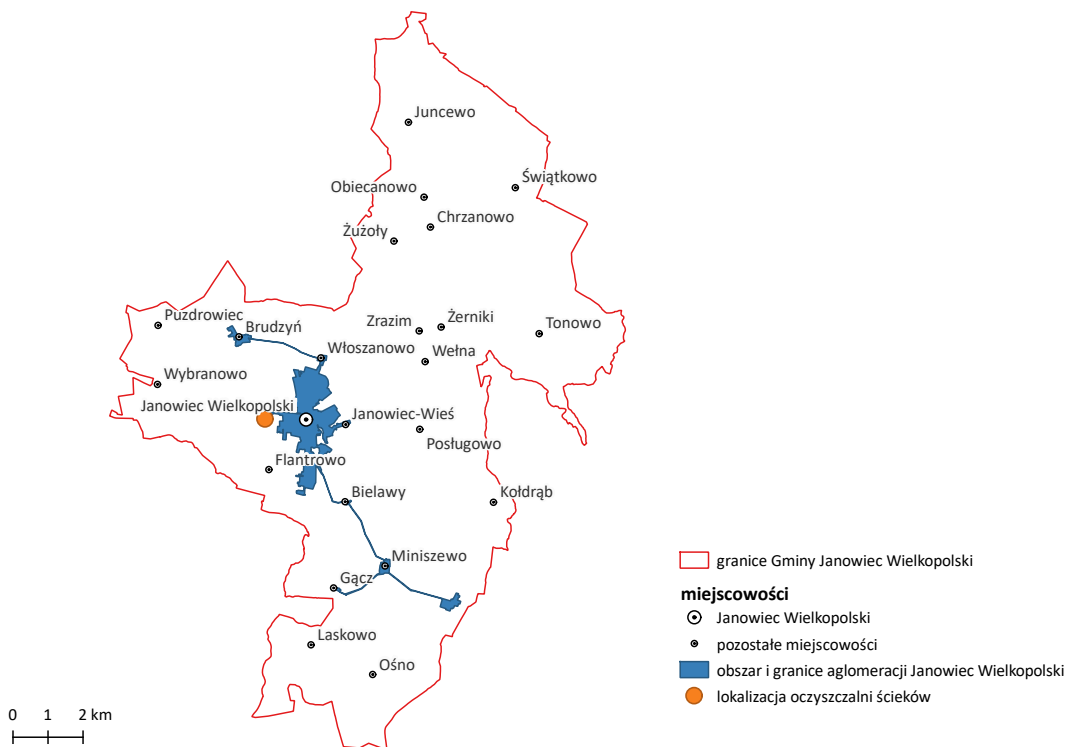 Juncewo
Świątkowo
Obiecanowo
Chrzanowo
Żużoły
Puzdrowiec
Brudzyń
Zrazim
Żerniki
Tonowo
Włoszanowo
Wełna
Wybranowo
Janowiec Wielkopolski
Janowiec-Wieś
Posługowo
Flantrowo
Bielawy
Kołdrąb
Miniszewo
Gącz
Laskowo
Ośno
granice Gminy Janowiec Wielkopolski
miejscowości
Janowiec Wielkopolski
pozostałe miejscowości
obszar i granice aglomeracji Janowiec Wielkopolski
lokalizacja oczyszczalni ścieków
0 1 2 km